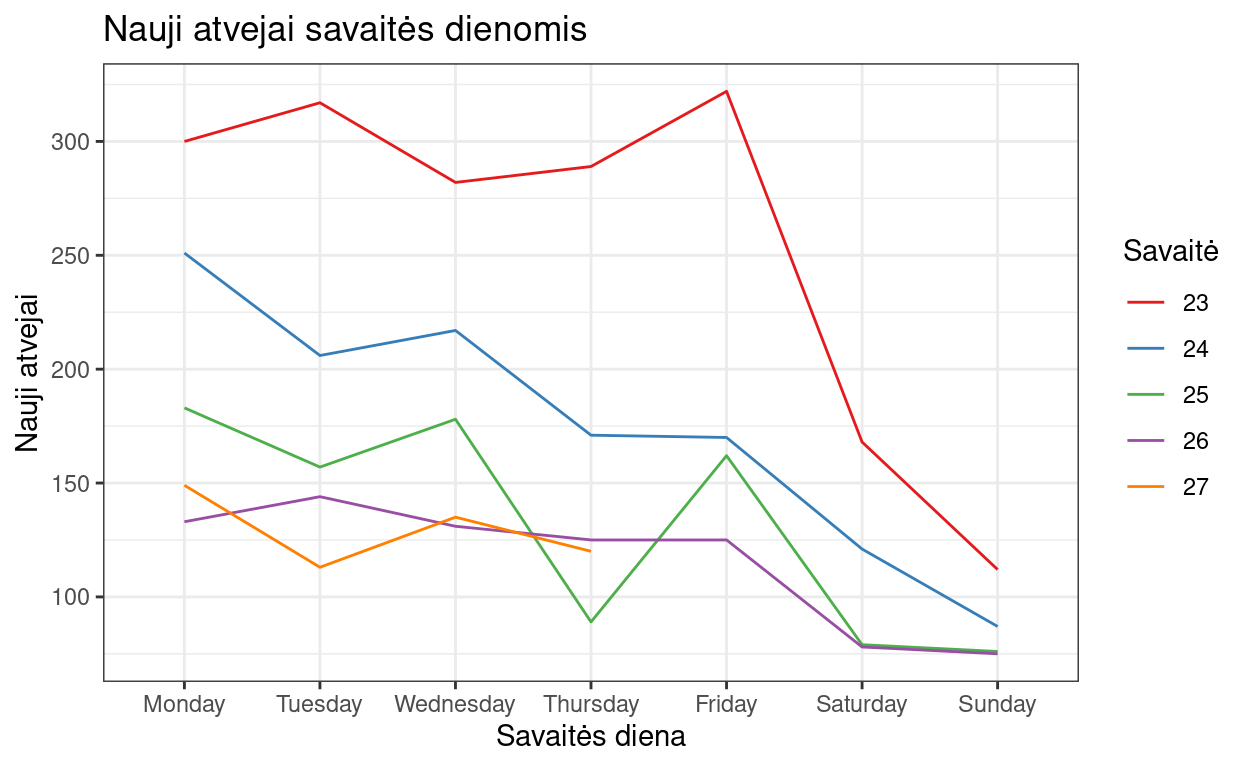 Nauji atvejai savaitės dienomis
Nauji atvejai
300
250
200
150
100
Monday Tuesday Wednesday Thursday Friday Saturday Sunday
Savaitės diena
Savaitė
23
24
25
26
27